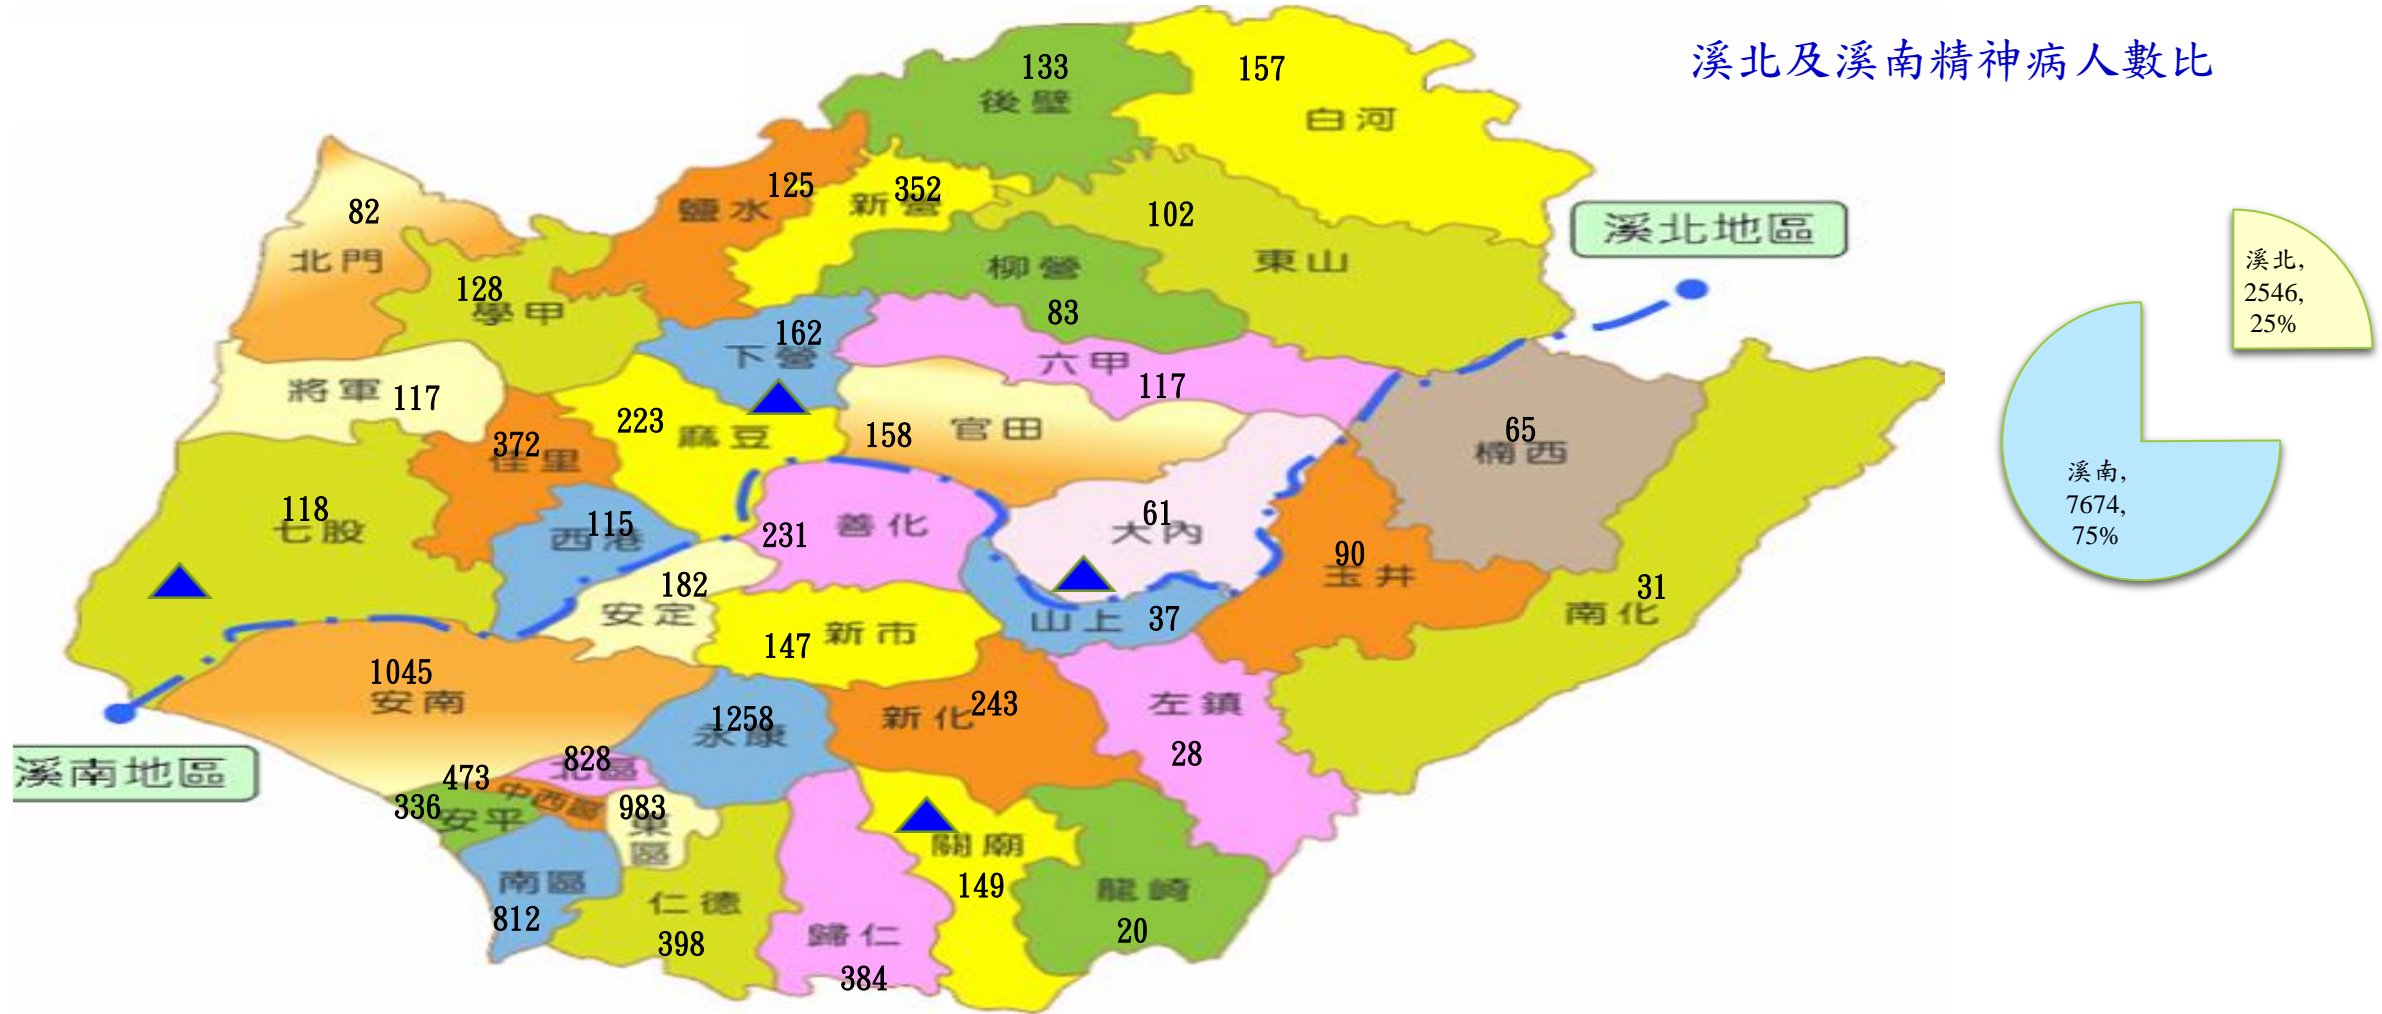 溪北及溪南精神病人數比
133
後壁
157
白河
125
鹽水
352
新營
82
北門
102
東山
溪北地區
128
學甲
柳營
83
162
下營
六甲
117
將軍
117
223
麻豆
158
官田
65
楠西
372
佳里
118
七股
115
西港
231
善化
61
大內
90
玉井
31
南化
182
安定
147
新市
山上
37
1045
安南
1258
永康
新化
243
左鎮
28
溪南地區
828
北區
473
中西區
336
安平
983
東區
關廟
149
南區
812
仁德
398
歸仁
384
龍崎
20
溪北,
2546,
25%
溪南,
7674,
75%